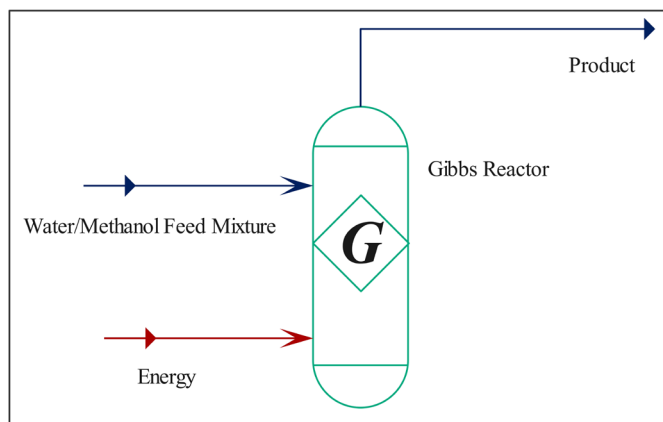 Product
Gibbs Reactor
Water/Methanol Feed Mixture
G
Energy